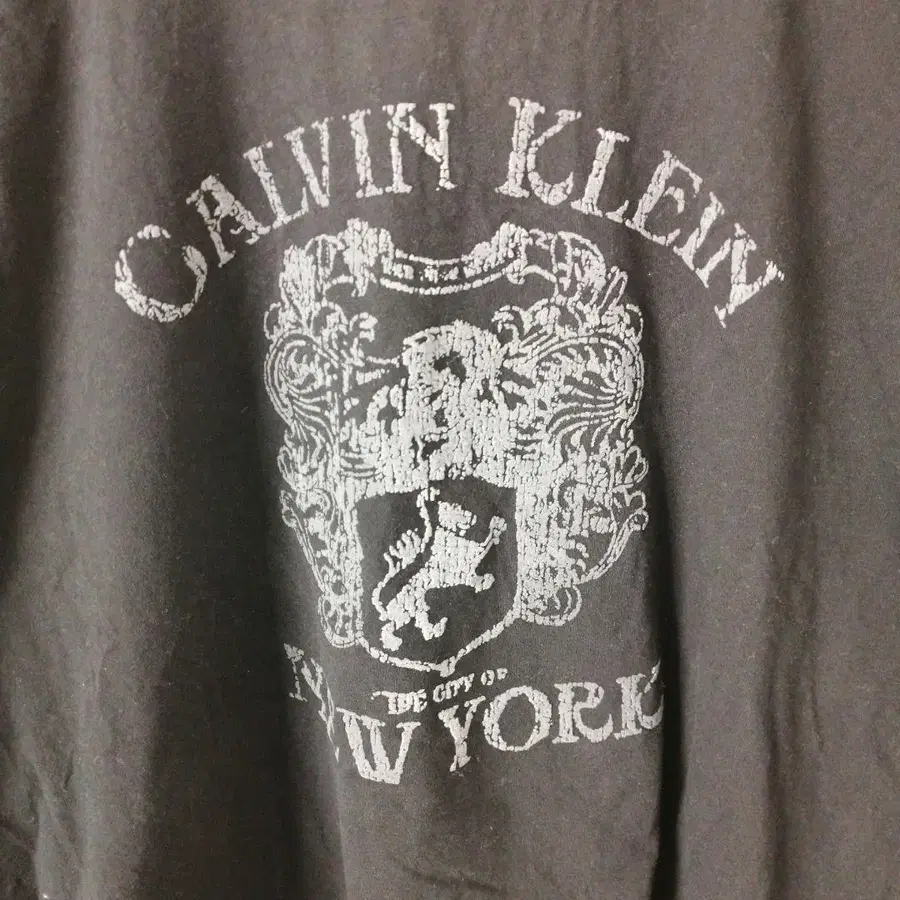 CALVIN KLEIN
THE CITY OF
NEW YORK